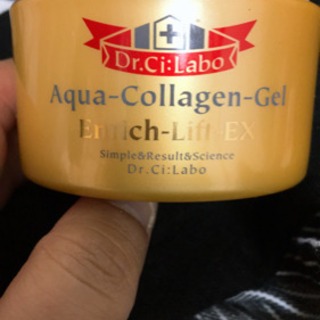 Dr.Ci:Labo
Aqua-Collagen-Gel
Enrich-Lift EX
Simple&Result&Science
Dr.Ci:Labo